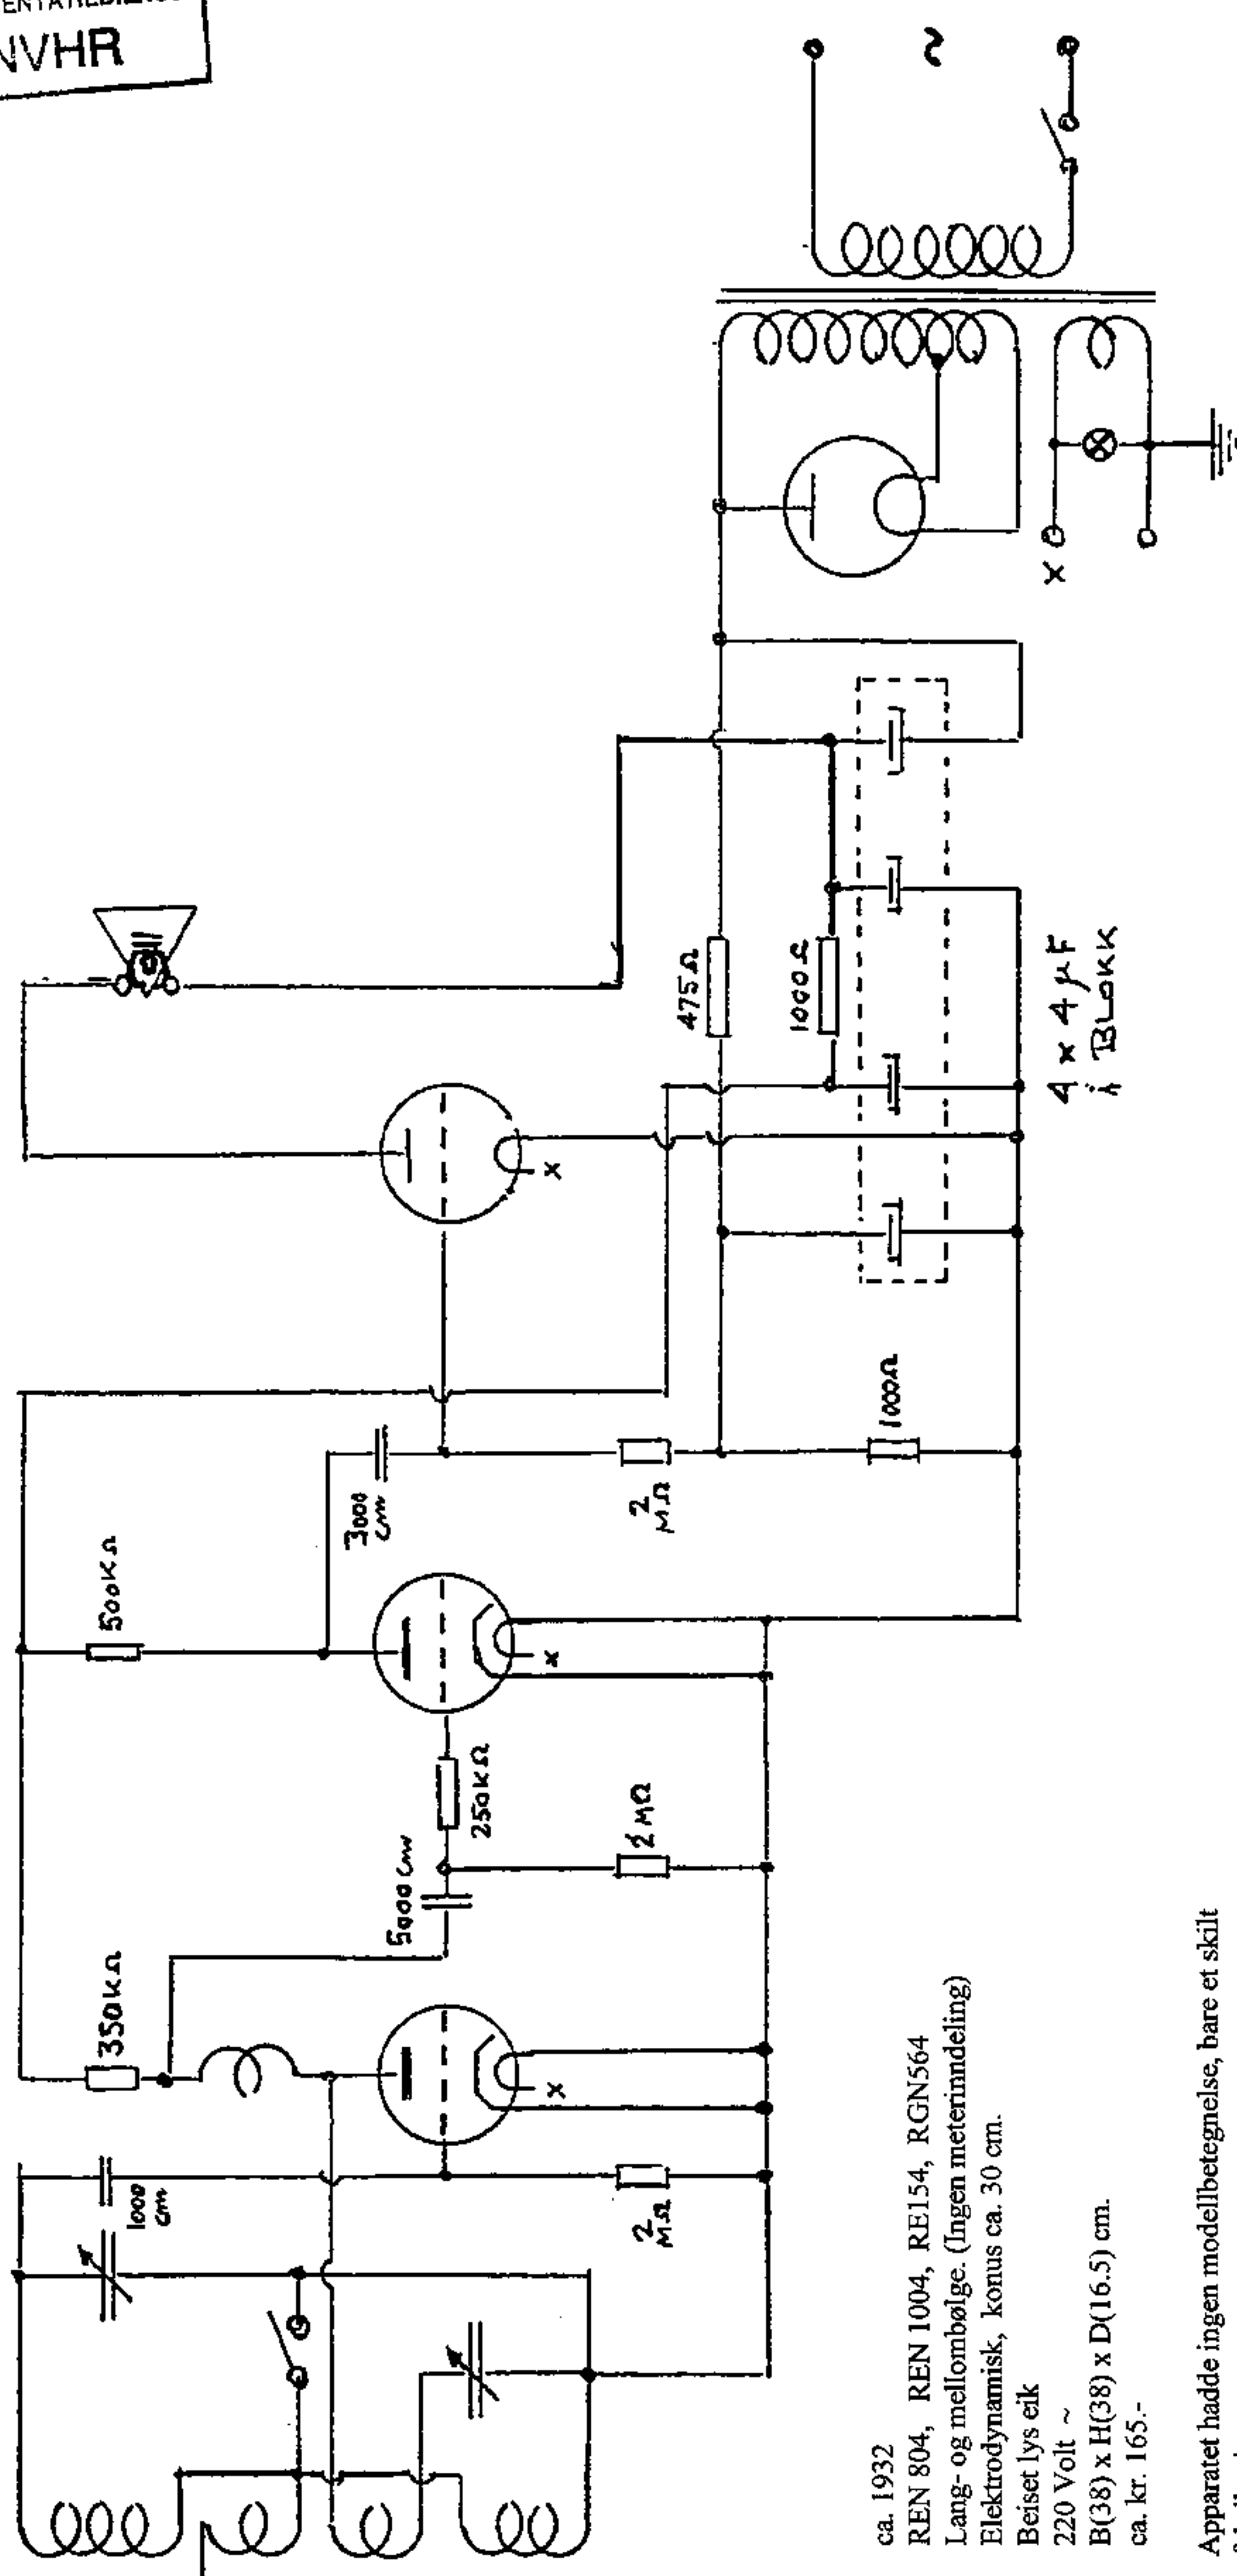 NVHR
~
4 x 4 µF
i BLOKK
475Ω
1000Ω
x
x
1000Ω
3000
cm
2
MΩ
500KΩ
x
250KΩ
5000 cm
2 MΩ
350KΩ
x
1000
cm
2
MΩ
ca. 1932
REN 804, REN 1004, RE154, RGN564
Lang- og mellombølge. (Ingen meterinndeling)
Elektrodynamisk, konus ca. 30 cm.
Beiset lys eik
220 Volt ~
B(38) x H(38) x D(16.5) cm.
ca. kr. 165.-
Apparatet hadde ingen modellbetegnelse, bare et skilt